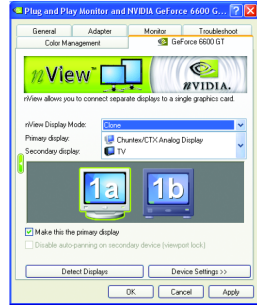 Plug and Play Monitor and NVIDIA GeForce 6600 G...
General Adapter Monitor Troubleshoot
Color Management GeForce 6600 GT
nView™
NVIDIA.
nView allows you to connect separate displays to a single graphics card.
nView Display Mode: Clone
Primary display: Chuntex/CTX Analog Display
Secondary display: TV
1a 1b
Make this the primary display
Disable auto-panning on secondary device (viewport lock)
Detect Displays Device Settings >>
OK Cancel Apply